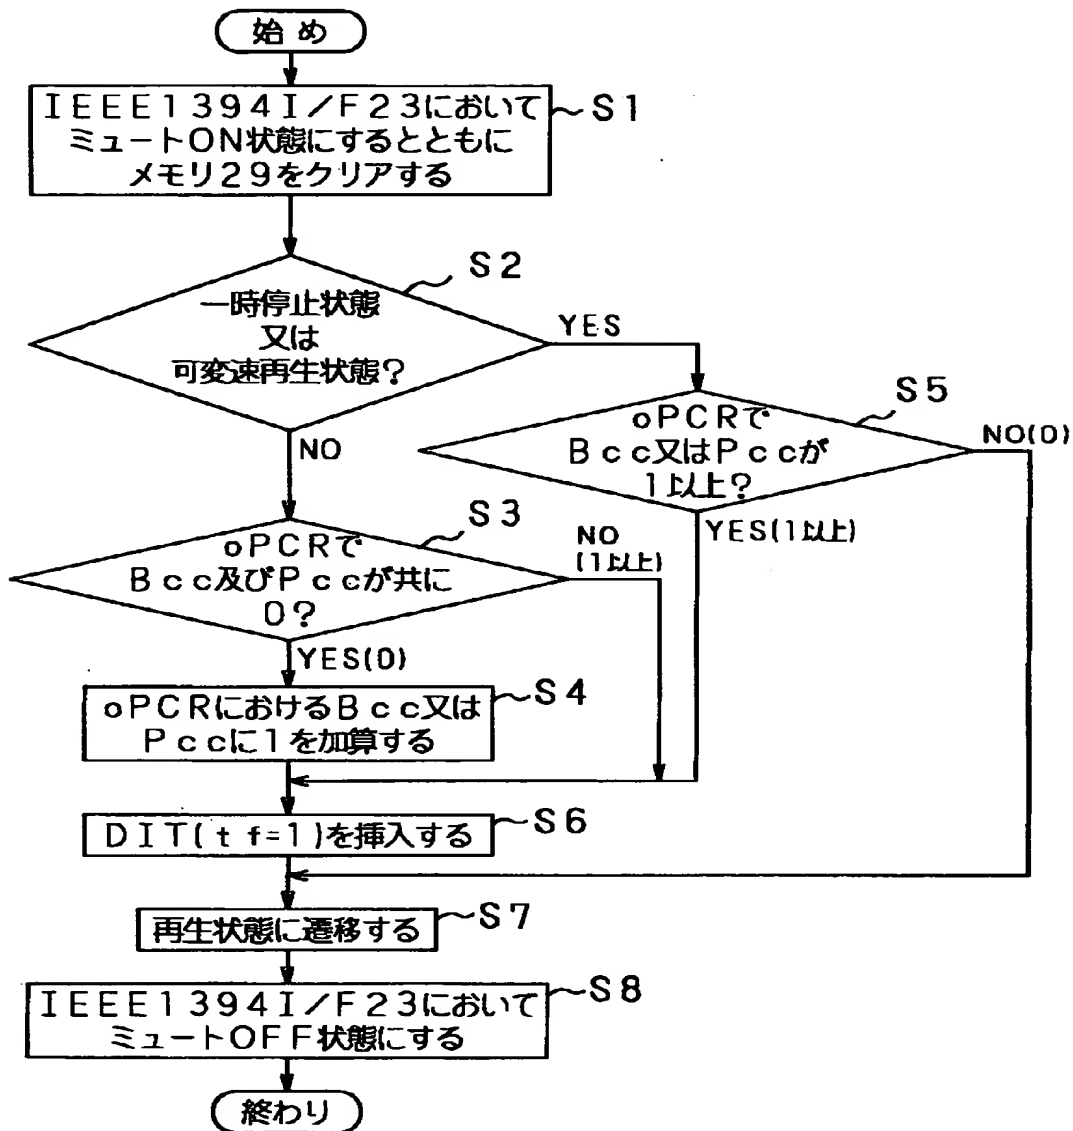 始め
IEEE1394I/F23において
ミュートON状態にするとともに
メモリ29をクリアする
S1
S2
一時停止状態
又は
可変速再生状態?
YES
NO
S5
oPCRで
Bcc又はPccが
1以上?
NO(0)
YES(1以上)
S3
oPCRで
Bcc及びPccが共に
0?
NO
(1以上)
YES(0)
S4
oPCRにおけるBcc又は
Pccに1を加算する
DIT(tf=1)を挿入する
S6
再生状態に遷移する
S7
IEEE1394I/F23において
ミュートOFF状態にする
S8
終わり